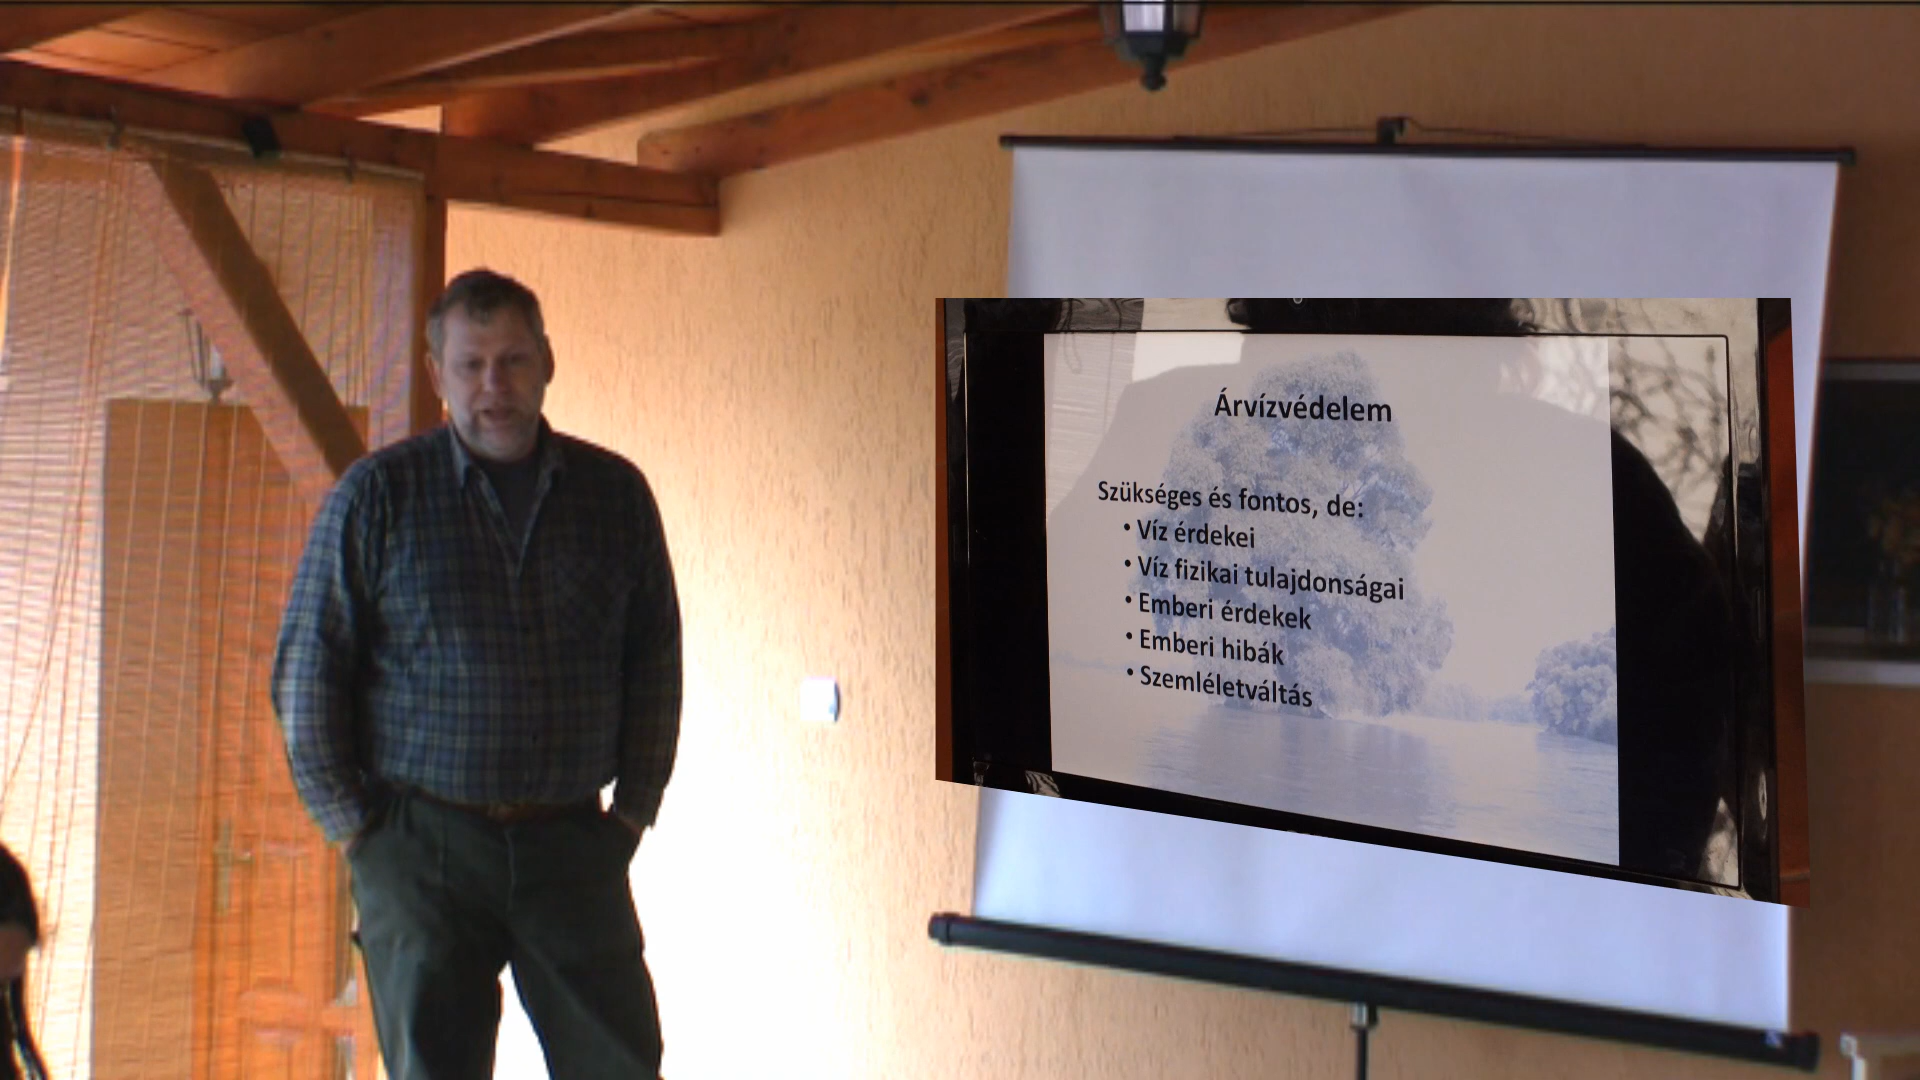 Árvízvédelem
Szükséges és fontos, de:
• Víz érdekei
• Víz fizikai tulajdonságai
• Emberi érdekek
• Emberi hibák
• Szemléletváltás